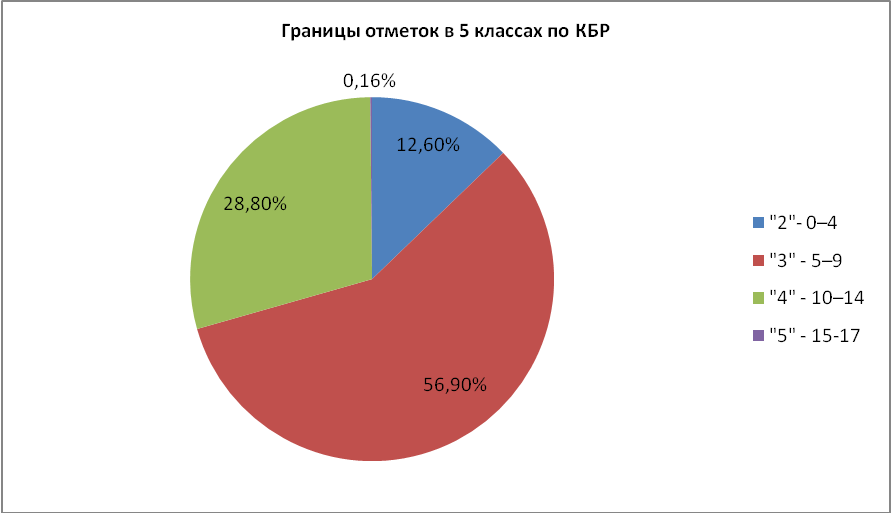 Границы отметок в 5 классах по КБР
0,16%
12,60%
28,80%
56,90%
"2"- 0–4
"3" - 5–9
"4" - 10–14
"5" - 15-17